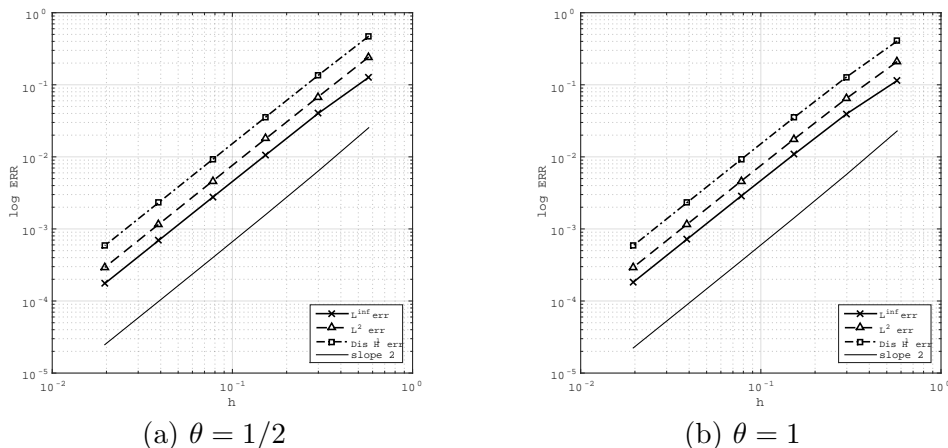 10^0
10^-1
10^-2
10^-3
10^-4
10^-5
log ERR
10^-2
10^-1
10^0
h
L^inf err
L^2 err
Dis H^1 err
slope 2
(a) θ = 1/2
10^0
10^-1
10^-2
10^-3
10^-4
10^-5
log ERR
10^-2
10^-1
10^0
h
L^inf err
L^2 err
Dis H^1 err
slope 2
(b) θ = 1